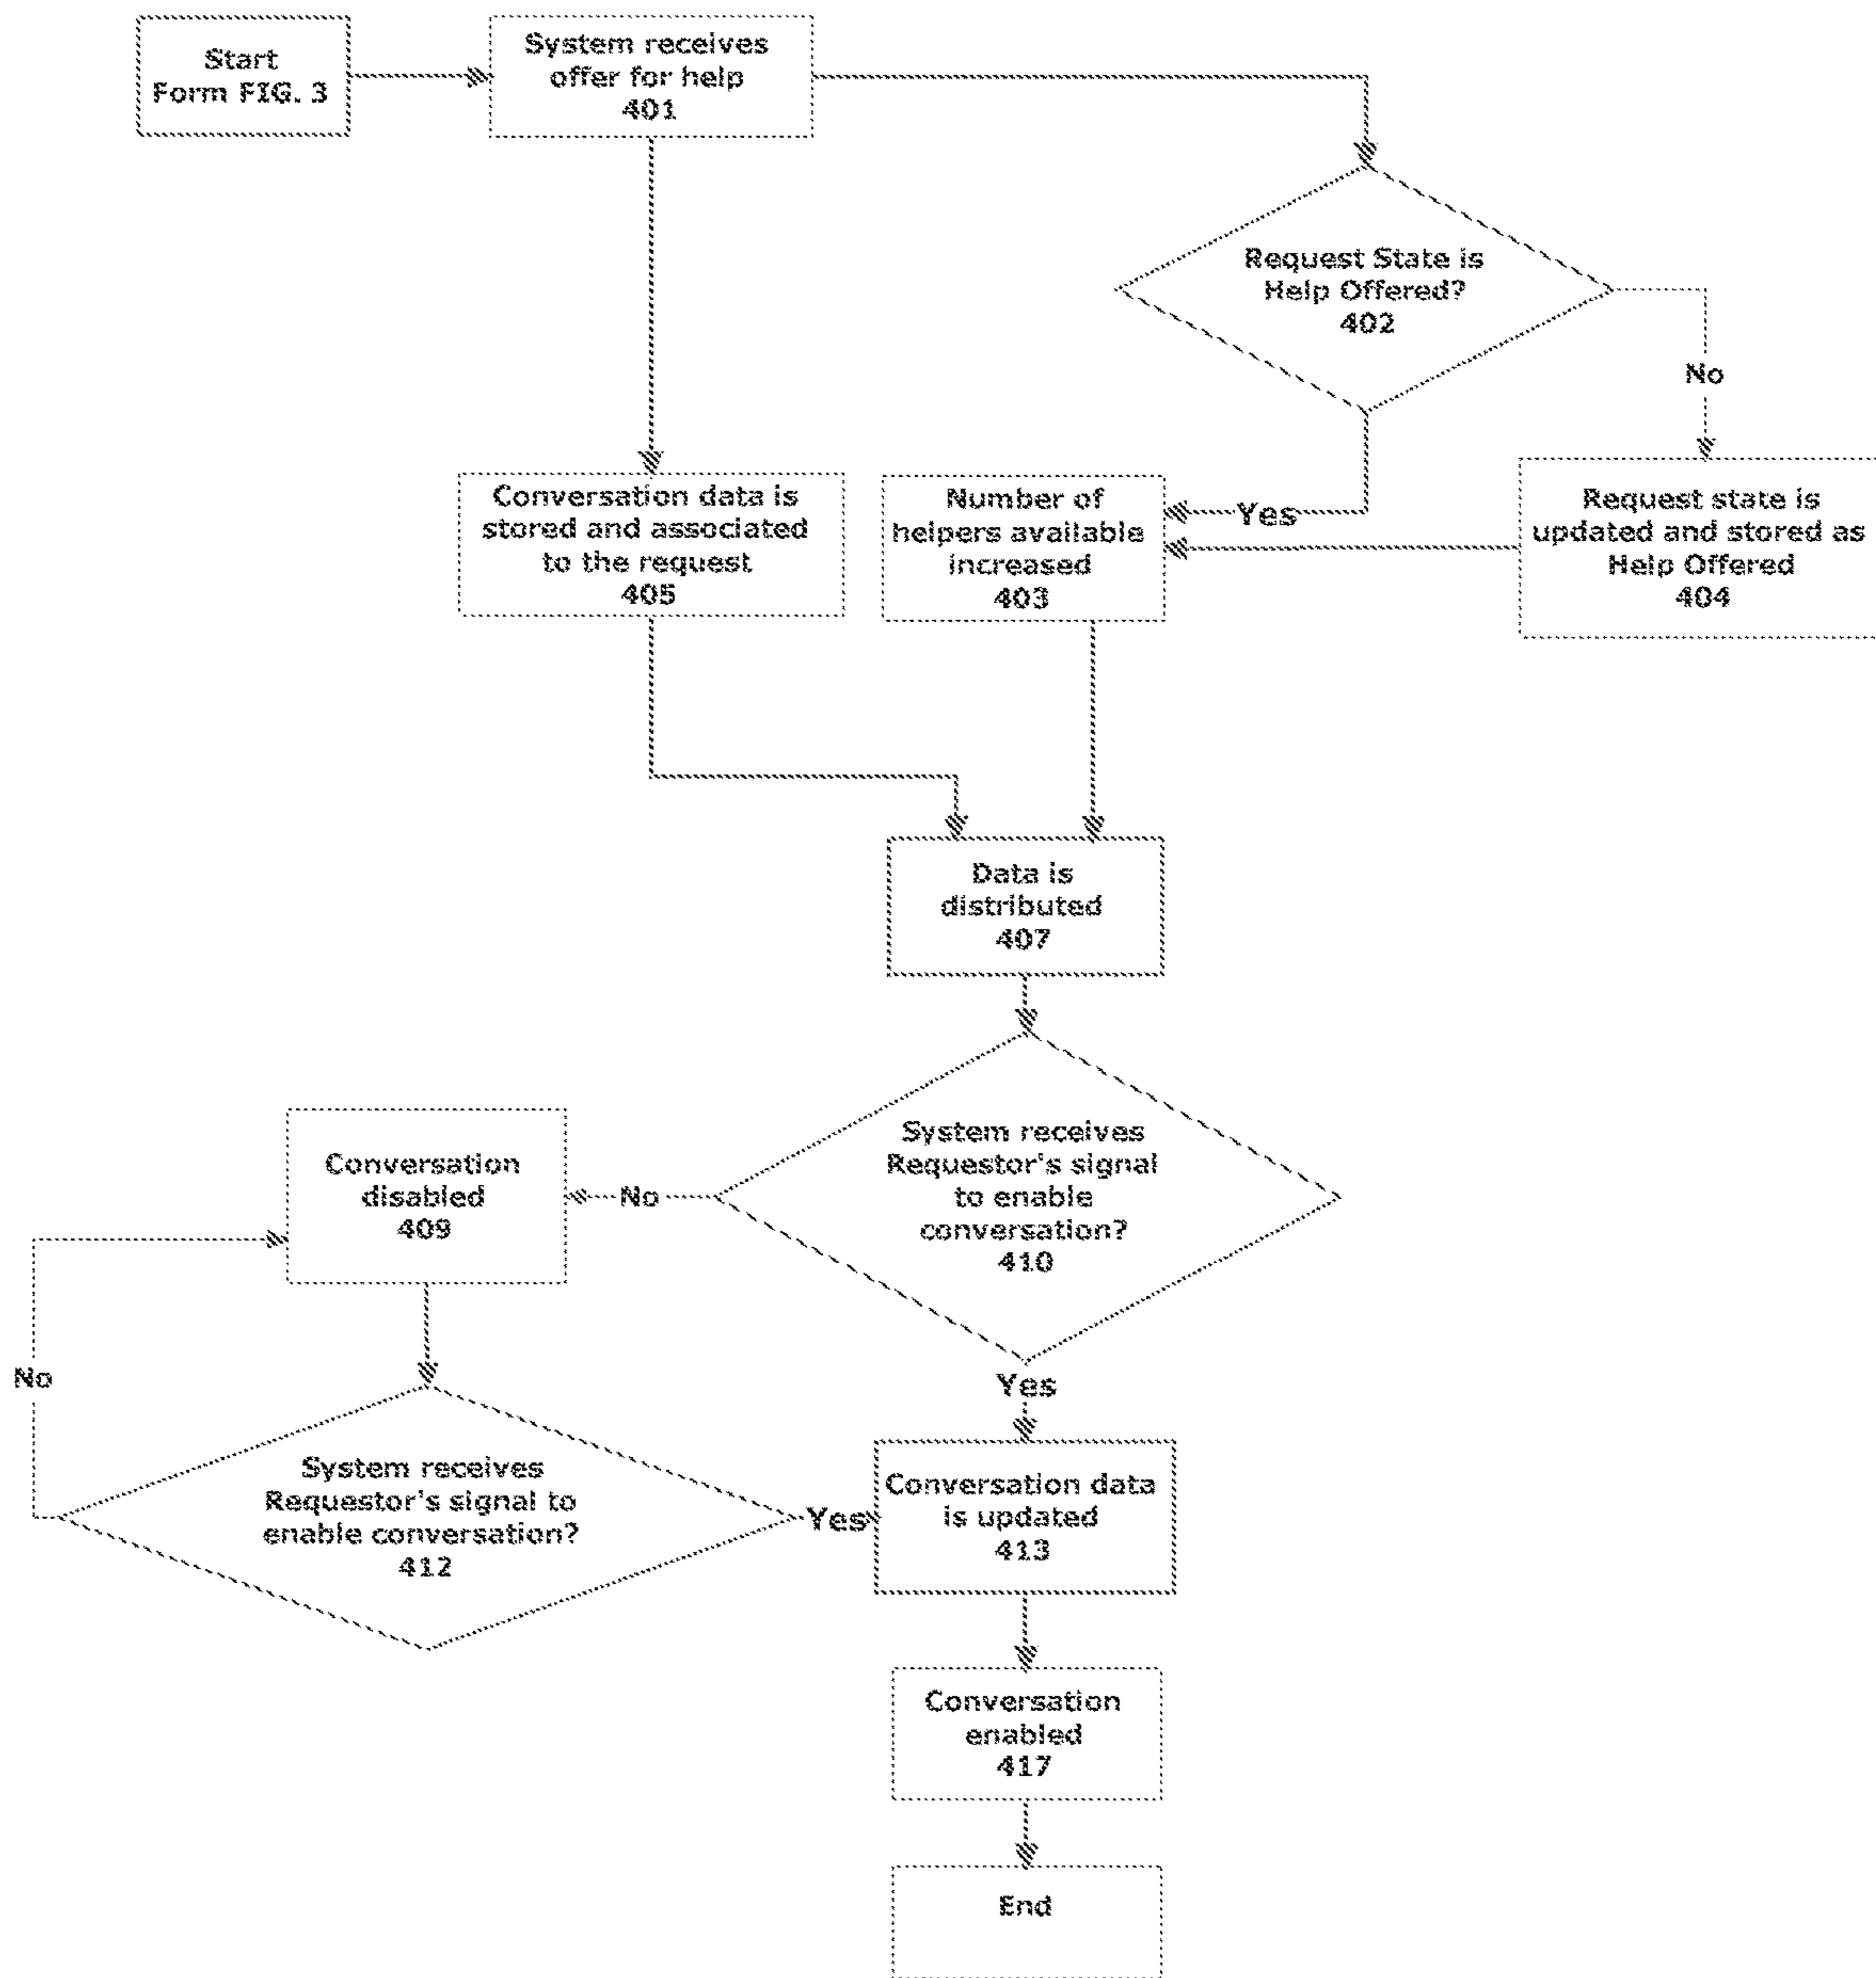 Start
Form FIG. 3
System receives
offer for help
401
Request State is
Help Offered?
402
No
Conversation data is
stored and associated
to the request
405
Number of
helpers available
increased
403
Yes
Request state is
updated and stored as
Help Offered
404
Data is
distributed
407
System receives
Requestor's signal
to enable
conversation?
410
No
Conversation
disabled
409
No
Yes
System receives
Requestor's signal to
enable conversation?
412
Yes
Conversation data
is updated
413
Conversation
enabled
417
End